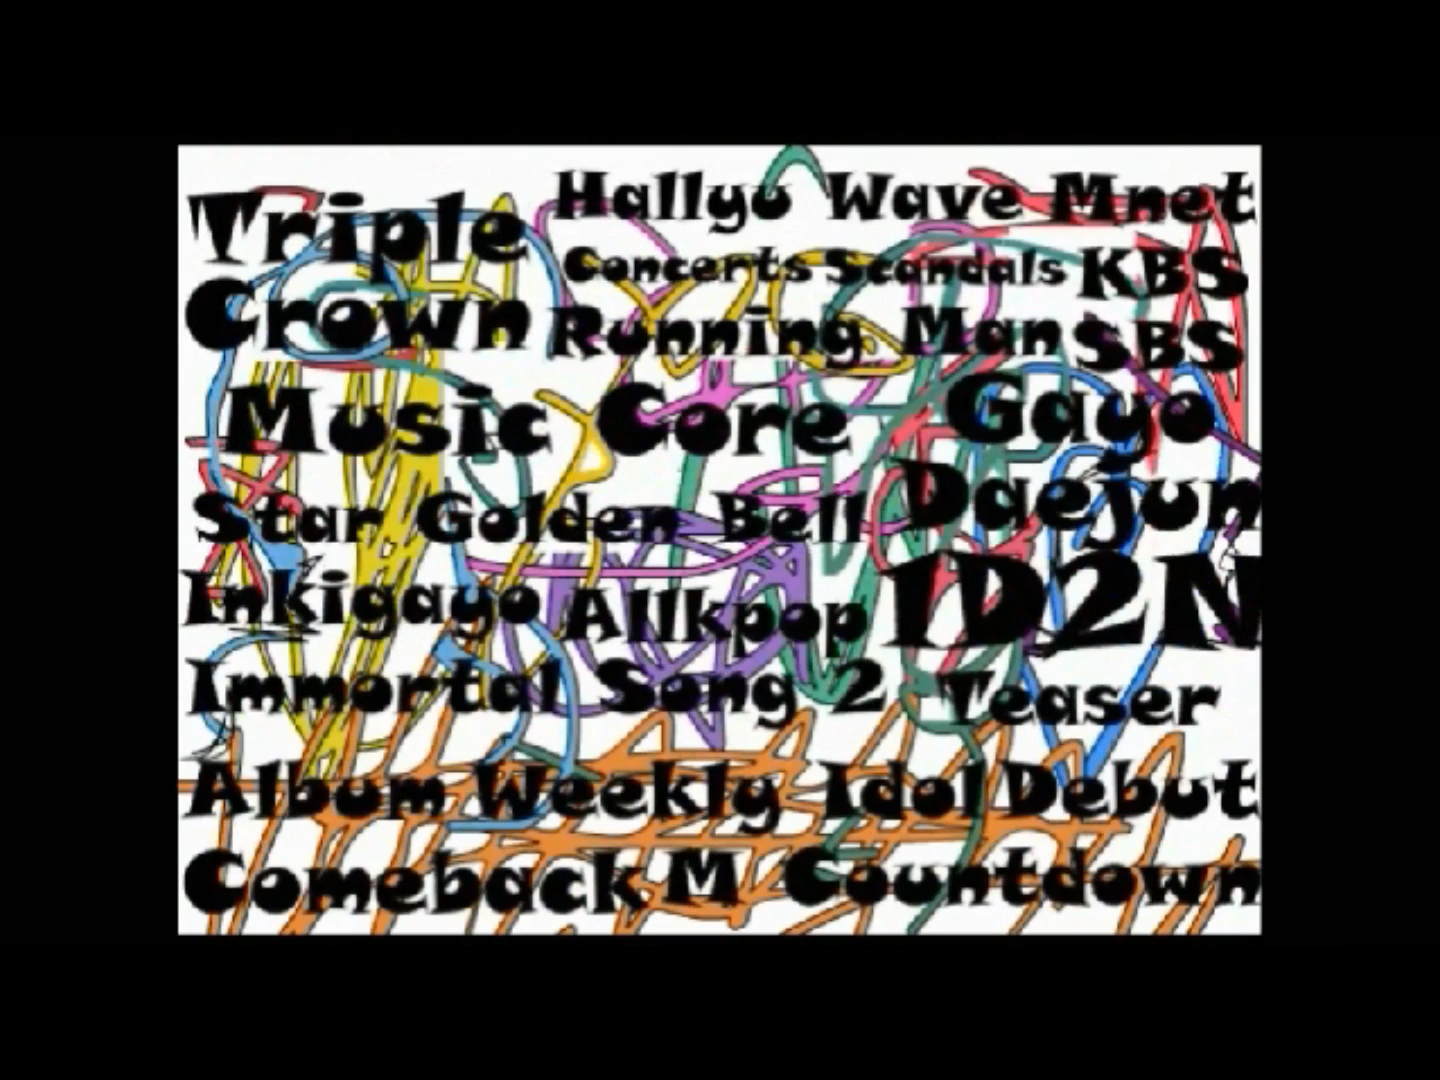 Triple Crown
Hallyu Wave Mnet
Concerts Scandals KBS
Running Man SBS
Music Core Gayo Daejun
Star Golden Bell
Inkigayo Allkpop 1D2N
Immortal Song 2 Teaser
Album Weekly Idol Debut
Comeback M Countdown